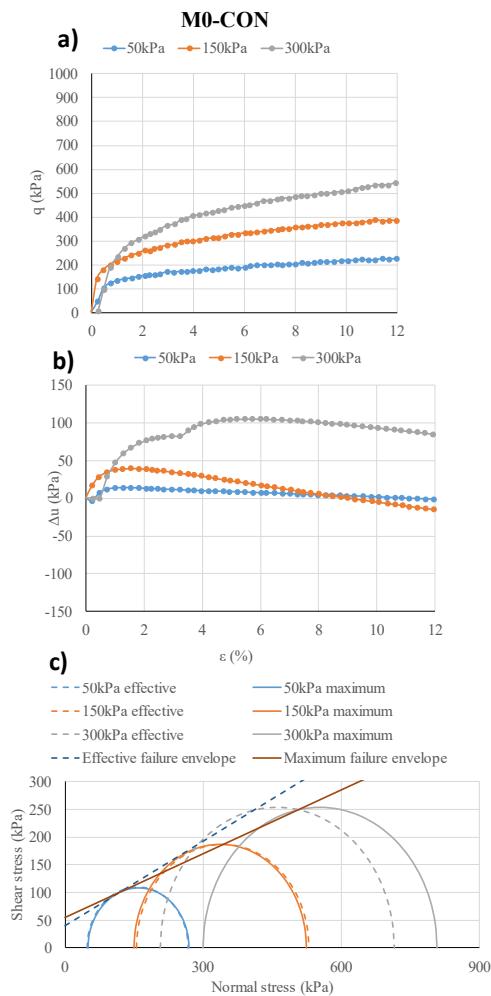 M0-CON
a)
50kPa 150kPa 300kPa
1000
900
800
700
600
500
400
300
200
100
0
q (kPa)
0 2 4 6 8 10 12
b)
50kPa 150kPa 300kPa
150
100
50
0
-50
-100
-150
Δu (kPa)
0 2 4 6 8 10 12
ε (%)
c)
50kPa effective 50kPa maximum
150kPa effective 150kPa maximum
300kPa effective 300kPa maximum
Effective failure envelope Maximum failure envelope
300
250
200
150
100
50
0
Shear stress (kPa)
0 300 600 900
Normal stress (kPa)